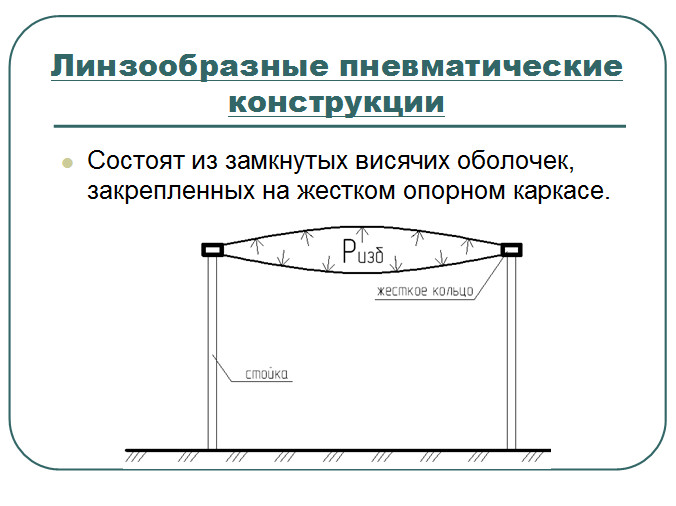 Линзообразные пневматические
конструкции
Состоят из замкнутых висячих оболочек,
закрепленных на жестком опорном каркасе.
Pизб
жесткое кольцо
стойка